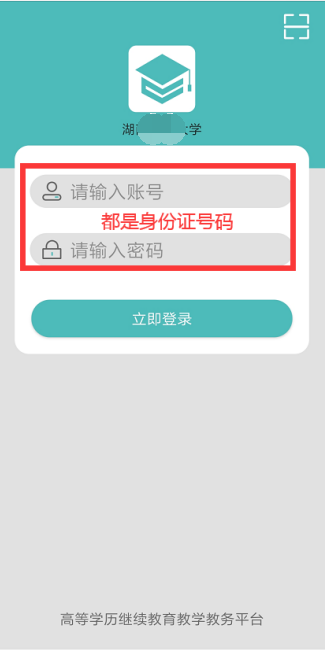 湖
大学
请输入账号
都是身份证号码
请输入密码
立即登录
高等学历继续教育教学教务平台